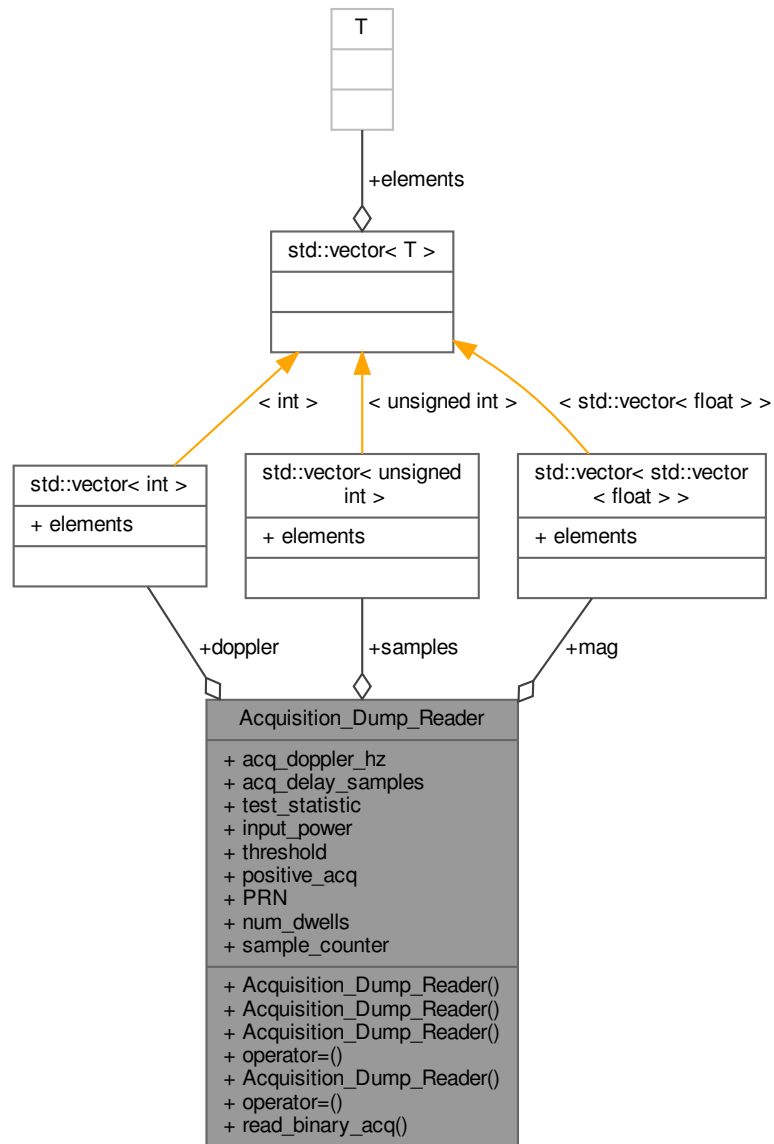 T
+elements
std::vector< T >
< int >
< unsigned int >
< std::vector< float > >
std::vector< int >
+ elements
std::vector< unsigned
int >
+ elements
std::vector< std::vector
< float > >
+ elements
+doppler
+samples
+mag
Acquisition_Dump_Reader
+ acq_doppler_hz
+ acq_delay_samples
+ test_statistic
+ input_power
+ threshold
+ positive_acq
+ PRN
+ num_dwells
+ sample_counter
+ Acquisition_Dump_Reader()
+ Acquisition_Dump_Reader()
+ Acquisition_Dump_Reader()
+ operator=()
+ Acquisition_Dump_Reader()
+ operator=()
+ read_binary_acq()